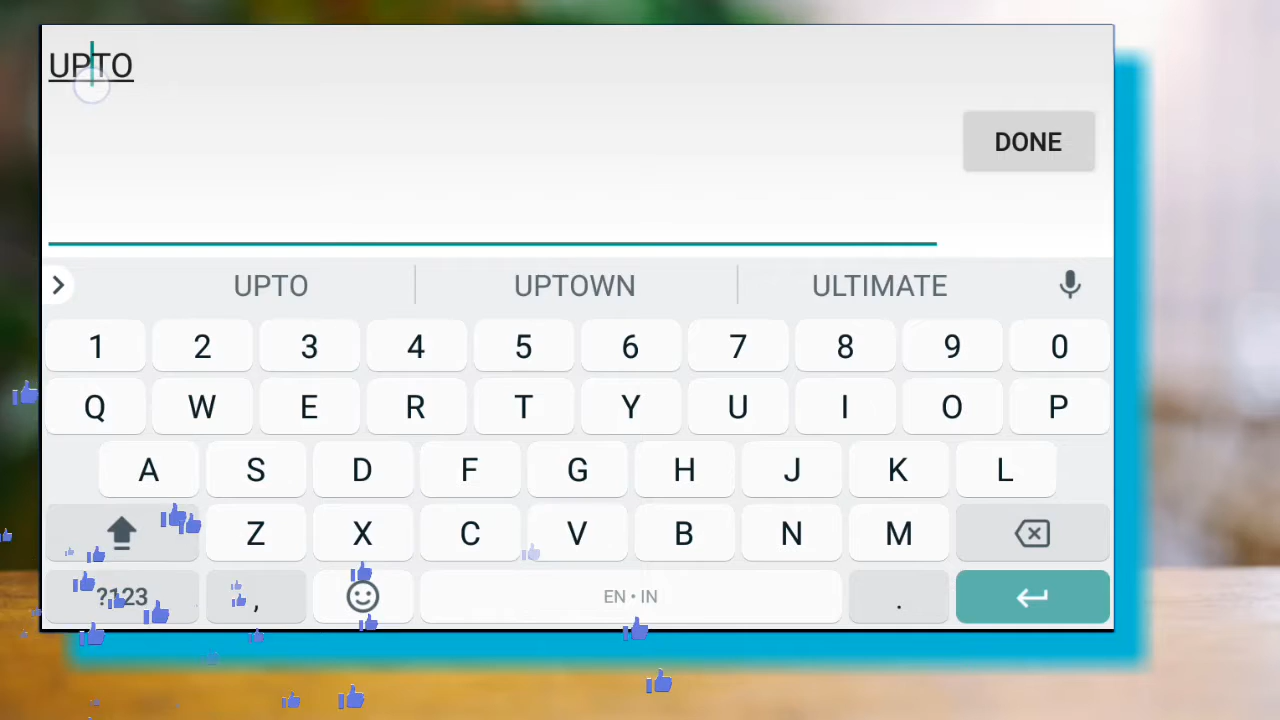 UPTO
DONE
UPTO UPTOWN ULTIMATE
1 2 3 4 5 6 7 8 9 0
Q W E R T Y U I O P
A S D F G H J K L
Z X C V B N M
?123 , EN • IN .